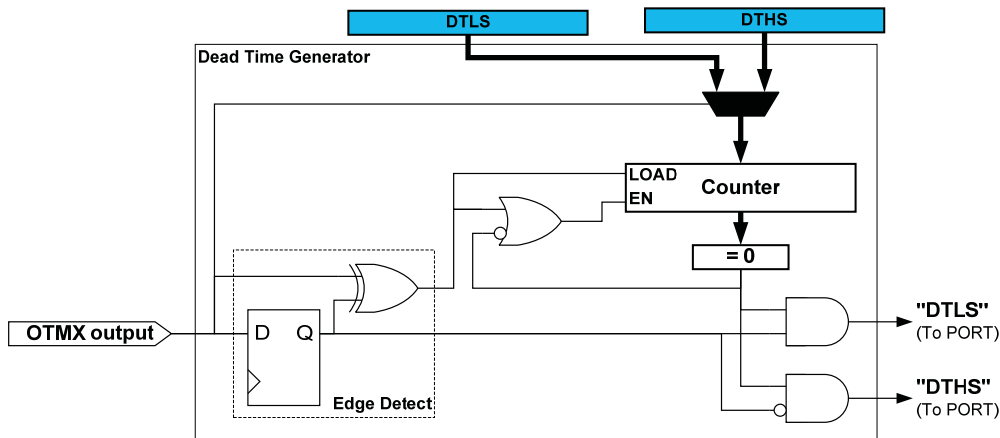 DTLS
DTHS
Dead Time Generator
LOAD
EN
Counter
= 0
OTMX output
D Q
Edge Detect
"DTLS"
(To PORT)
"DTHS"
(To PORT)